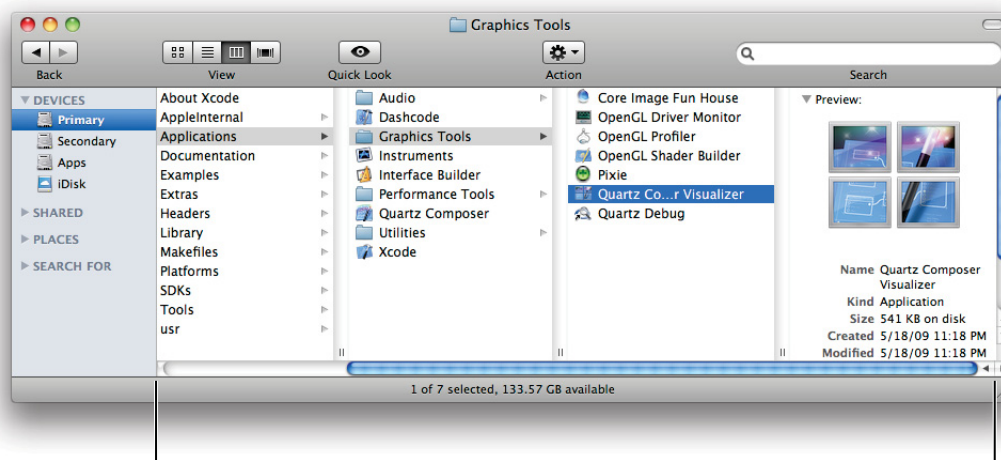 Graphics Tools
Back
View
Quick Look
Action
Search
DEVICES
Primary
Secondary
Apps
iDisk
SHARED
PLACES
SEARCH FOR
About Xcode
AppleInternal
Applications
Documentation
Examples
Extras
Headers
Library
Makefiles
Platforms
SDKs
Tools
usr
Audio
Dashcode
Graphics Tools
Instruments
Interface Builder
Performance Tools
Quartz Composer
Utilities
Xcode
Core Image Fun House
OpenGL Driver Monitor
OpenGL Profiler
OpenGL Shader Builder
Pixie
Quartz Co...r Visualizer
Quartz Debug
Preview:
Name Quartz Composer
Visualizer
Kind Application
Size 541 KB on disk
Created 5/18/09 11:18 PM
Modified 5/18/09 11:18 PM
1 of 7 selected, 133.57 GB available